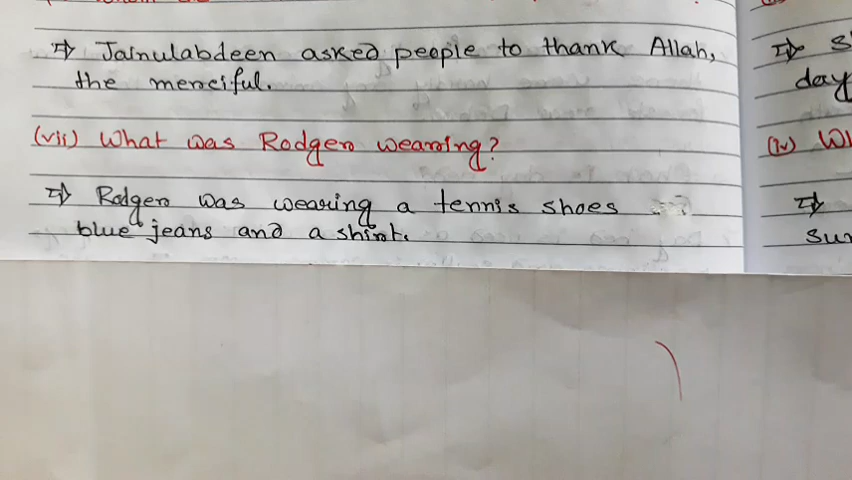 ⇒ Jainulabdeen asked people to thank Allah,
the merciful.
(vii) What was Rodger wearing?
⇒ Rodger was wearing a tennis shoes
blue jeans and a shirt.
⇒
day
(iv)
⇒